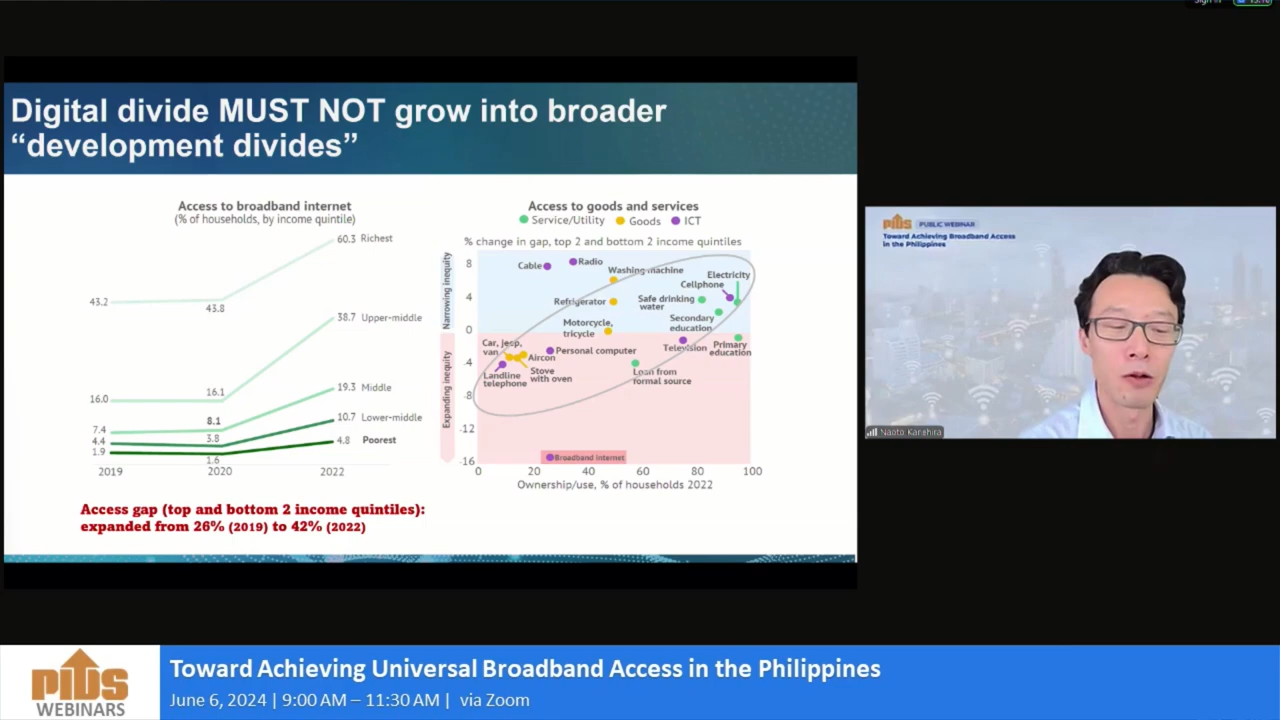 Sign in
Digital divide MUST NOT grow into broader
“development divides”
Access to broadband internet
(% of households, by income quintile)
60.3 Richest
43.2
43.8
38.7 Upper-middle
16.0
16.1
19.3 Middle
7.4
8.1
10.7 Lower-middle
4.4
3.8
4.8 Poorest
1.9
1.6
2019
2020
2022
Access gap (top and bottom 2 income quintiles):
expanded from 26% (2019) to 42% (2022)
Access to goods and services
Service/Utility
Goods
ICT
% change in gap, top 2 and bottom 2 income quintiles
Narrowing inequity
Expanding inequity
8
4
0
-4
-8
-12
-16
Cable
Radio
Washing machine
Electricity
Cellphone
Refrigerator
Safe drinking
water
Secondary
education
Motorcycle,
tricycle
Car, jeep,
van
Aircon
Personal computer
Television
Primary
education
Landline
telephone
Stove
with oven
Loan from
formal source
Broadband internet
0
20
40
60
80
100
Ownership/use, % of households 2022
PIDS
PUBLIC WEBINAR
Toward Achieving Broadband Access
in the Philippines
Naoto Kanehira
PIDS
WEBINARS
Toward Achieving Universal Broadband Access in the Philippines
June 6, 2024 | 9:00 AM – 11:30 AM | via Zoom